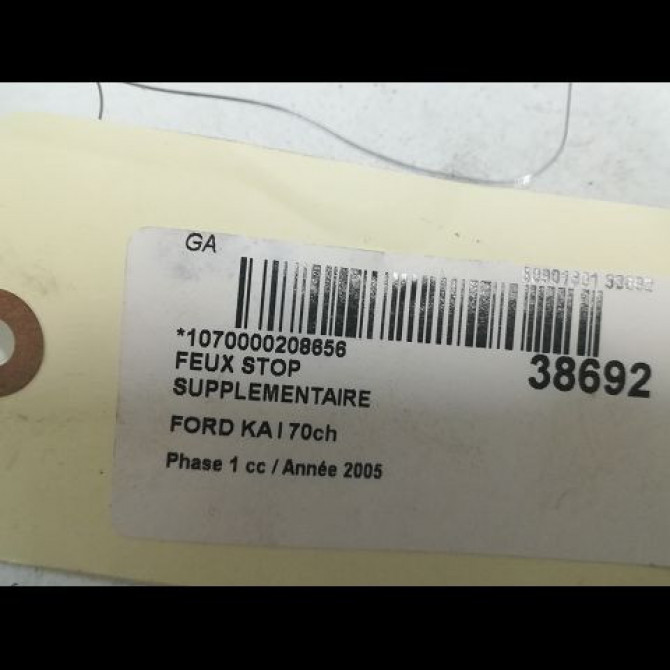 GA
*1070000208656
38692
FEUX STOP
SUPPLEMENTAIRE
FORD KA I 70ch
Phase 1 cc / Année 2005